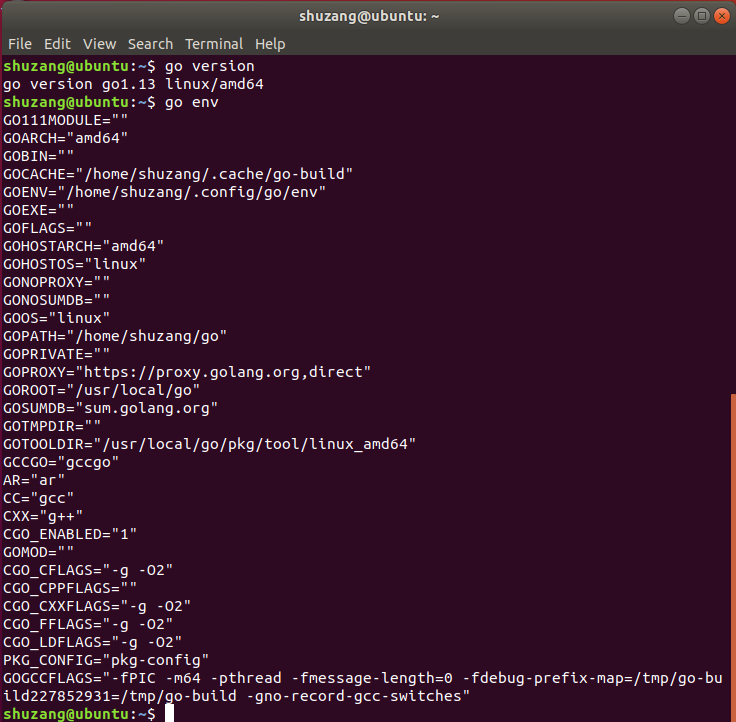 shuzang@ubuntu: ~
File Edit View Search Terminal Help
shuzang@ubuntu:~$ go version
go version go1.13 linux/amd64
shuzang@ubuntu:~$ go env
GO111MODULE=""
GOARCH="amd64"
GOBIN=""
GOCACHE="/home/shuzang/.cache/go-build"
GOENV="/home/shuzang/.config/go/env"
GOEXE=""
GOFLAGS=""
GOHOSTARCH="amd64"
GOHOSTOS="linux"
GONOPROXY=""
GONOSUMDB=""
GOOS="linux"
GOPATH="/home/shuzang/go"
GOPRIVATE=""
GOPROXY="https://proxy.golang.org,direct"
GOROOT="/usr/local/go"
GOSUMDB="sum.golang.org"
GOTMPDIR=""
GOTOOLDIR="/usr/local/go/pkg/tool/linux_amd64"
GCCGO="gccgo"
AR="ar"
CC="gcc"
CXX="g++"
CGO_ENABLED="1"
GOMOD=""
CGO_CFLAGS="-g -O2"
CGO_CPPFLAGS=""
CGO_CXXFLAGS="-g -O2"
CGO_FFLAGS="-g -O2"
CGO_LDFLAGS="-g -O2"
PKG_CONFIG="pkg-config"
GOGCCFLAGS="-fPIC -m64 -pthread -fmessage-length=0 -fdebug-prefix-map=/tmp/go-bu
ild227852931=/tmp/go-build -gno-record-gcc-switches"
shuzang@ubuntu:~$